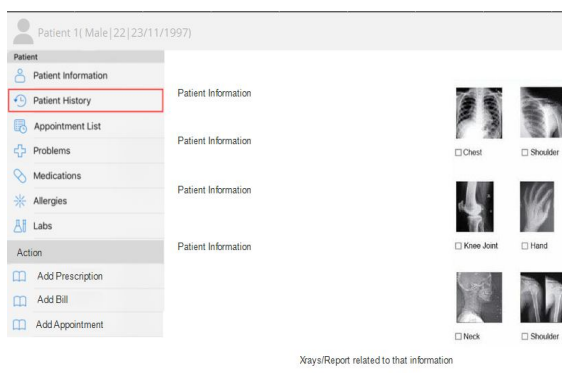 Patient 1( Male|22|23/11/1997)
Patient
Patient Information
Patient History
Appointment List
Problems
Medications
Allergies
Labs
Action
Add Prescription
Add Bill
Add Appointment
Patient Information
Patient Information
Patient Information
Patient Information
Chest
Shoulder
Knee Joint
Hand
Neck
Shoulder
Xrays/Report related to that information